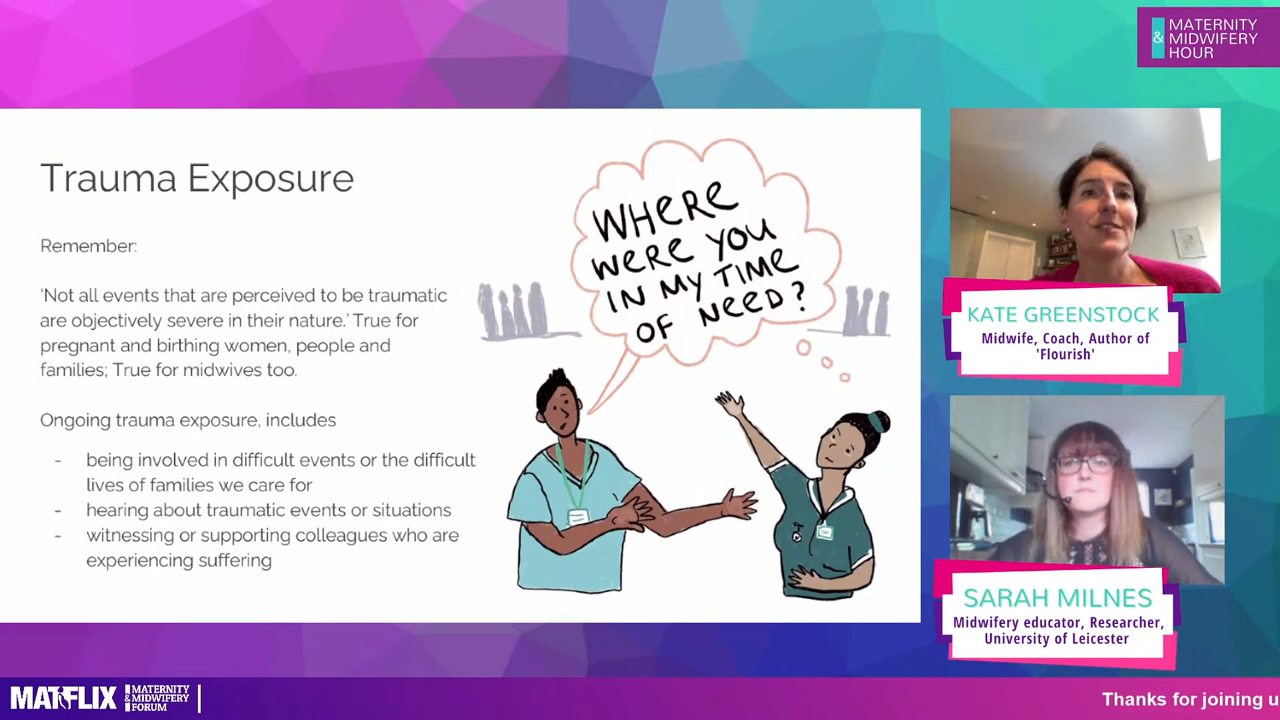 MATERNITY
& MIDWIFERY
HOUR
Trauma Exposure
Remember:
'Not all events that are perceived to be traumatic
are objectively severe in their nature.' True for
pregnant and birthing women, people and
families; True for midwives too.
Ongoing trauma exposure, includes
- being involved in difficult events or the difficult
lives of families we care for
- hearing about traumatic events or situations
- witnessing or supporting colleagues who are
experiencing suffering
WHERE
WERE YOU
IN MY TIME
OF NEED?
KATE GREENSTOCK
Midwife, Coach, Author of
'Flourish'
SARAH MILNES
Midwifery educator, Researcher,
University of Leicester
MATFLIX
MATERNITY
& MIDWIFERY
FORUM
Thanks for joining u